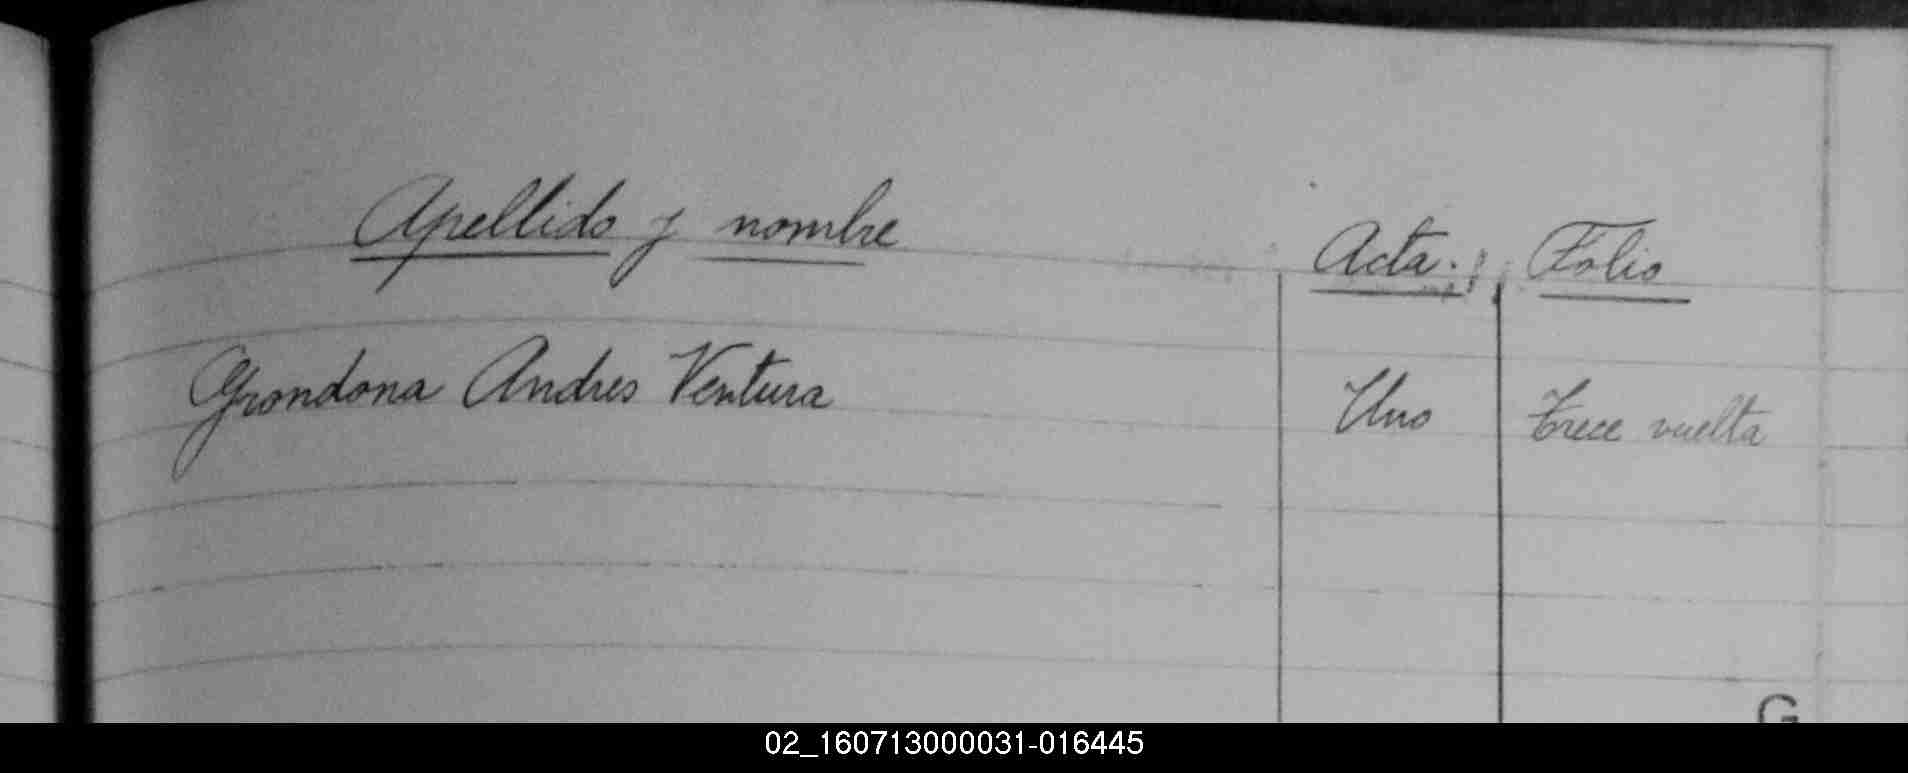 Apellido y nombre Acta. Folio
Grondona Andres Ventura Uno Trece vuelta
G
02_160713000031-016445